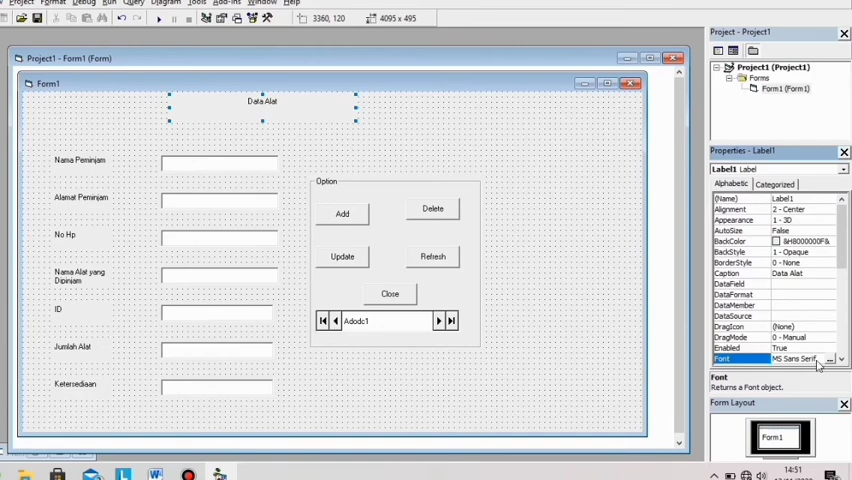 Project Format Debug Run Query Diagram Tools Add-Ins Window Help
3360, 120
4095 x 495
Project - Project1
Project1 - Form1 (Form)
Project1 (Project1)
Forms
Form1 (Form1)
Form1
Data Alat
Nama Peminjam
Alamat Peminjam
No Hp
Nama Alat yang
Dipinjam
ID
Jumlah Alat
Ketersediaan
Option
Add
Delete
Update
Refresh
Close
Adodc1
Properties - Label1
Label1 Label
Alphabetic Categorized
(Name) Label1
Alignment 2 - Center
Appearance 1 - 3D
AutoSize False
BackColor &H8000000F&
BackStyle 1 - Opaque
BorderStyle 0 - None
Caption Data Alat
DataField
DataFormat
DataMember
DataSource
DragIcon (None)
DragMode 0 - Manual
Enabled True
Font MS Sans Serif
Font
Returns a Font object.
Form Layout
Form1
14:51